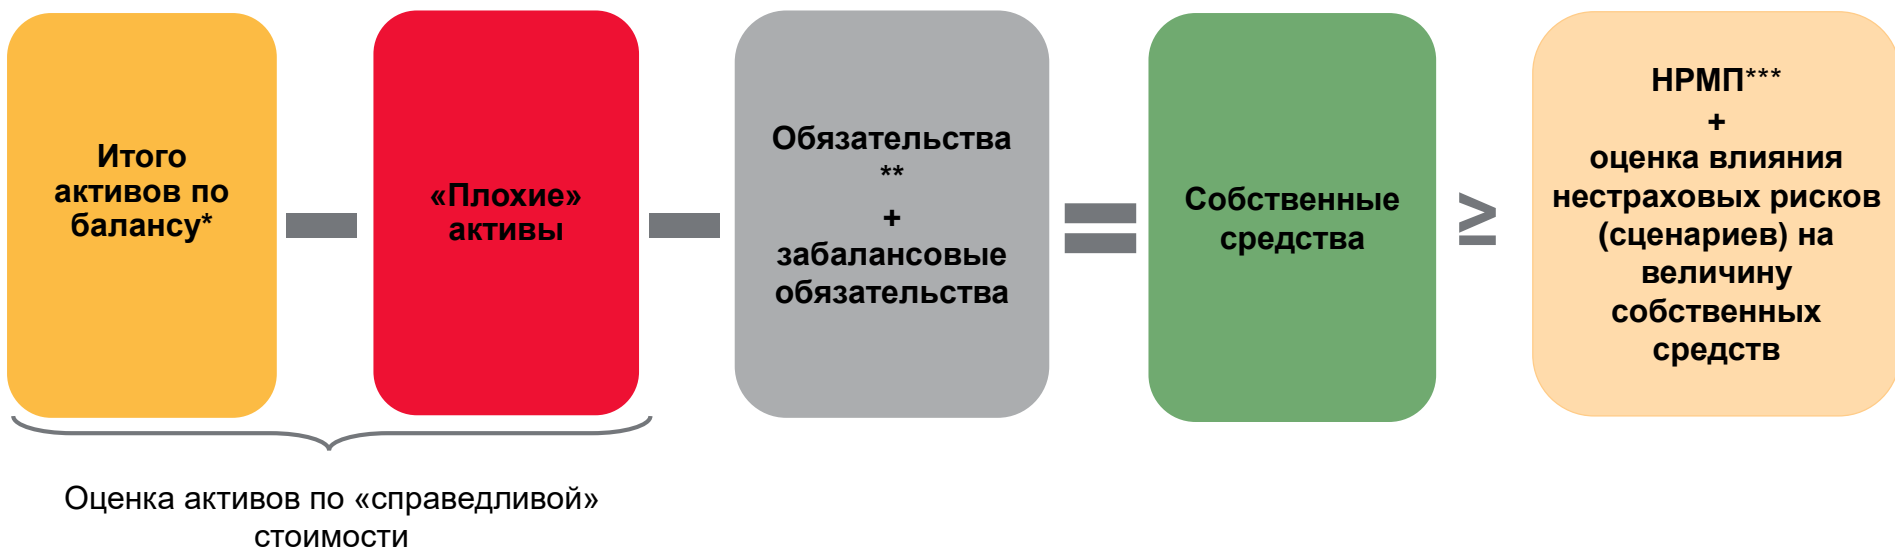 Итого
активов по
балансу*
«Плохие»
активы
Обязательства
**
+
забалансовые
обязательства
Собственные
средства
≥
НРМП***
+
оценка влияния
нестраховых рисков
(сценариев) на
величину
собственных
средств
Оценка активов по «справедливой»
стоимости